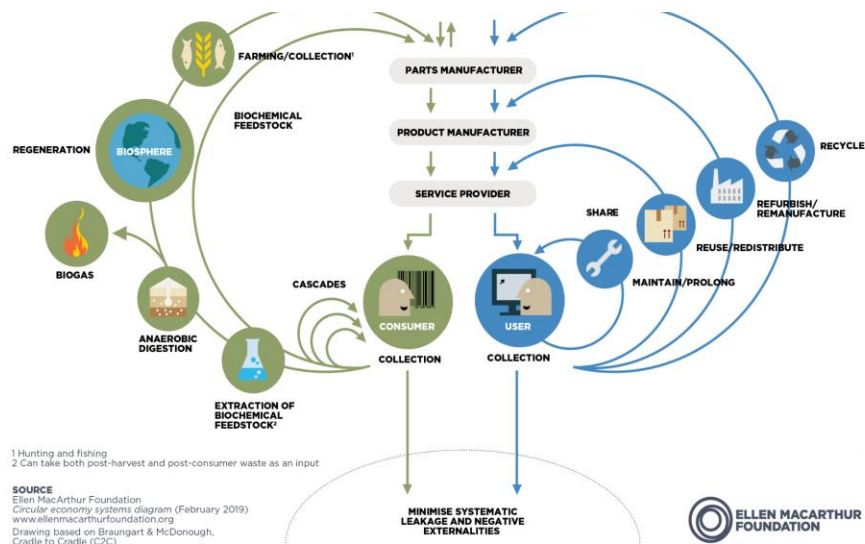 FARMING/COLLECTION¹
PARTS MANUFACTURER
BIOCHEMICAL
FEEDSTOCK
PRODUCT MANUFACTURER
REGENERATION
BIOSPHERE
RECYCLE
SERVICE PROVIDER
REFURBISH/
REMANUFACTURE
SHARE
REUSE/REDISTRIBUTE
BIOGAS
CASCADES
MAINTAIN/PROLONG
CONSUMER
USER
ANAEROBIC
DIGESTION
COLLECTION
COLLECTION
EXTRACTION OF
BIOCHEMICAL
FEEDSTOCK²
1 Hunting and fishing
2 Can take both post-harvest and post-consumer waste as an input
SOURCE
Ellen MacArthur Foundation
Circular economy systems diagram (February 2019)
www.ellenmacarthurfoundation.org
Drawing based on Braungart & McDonough,
Cradle to Cradle (C2C)
MINIMISE SYSTEMATIC
LEAKAGE AND NEGATIVE
EXTERNALITIES
ELLEN MACARTHUR
FOUNDATION